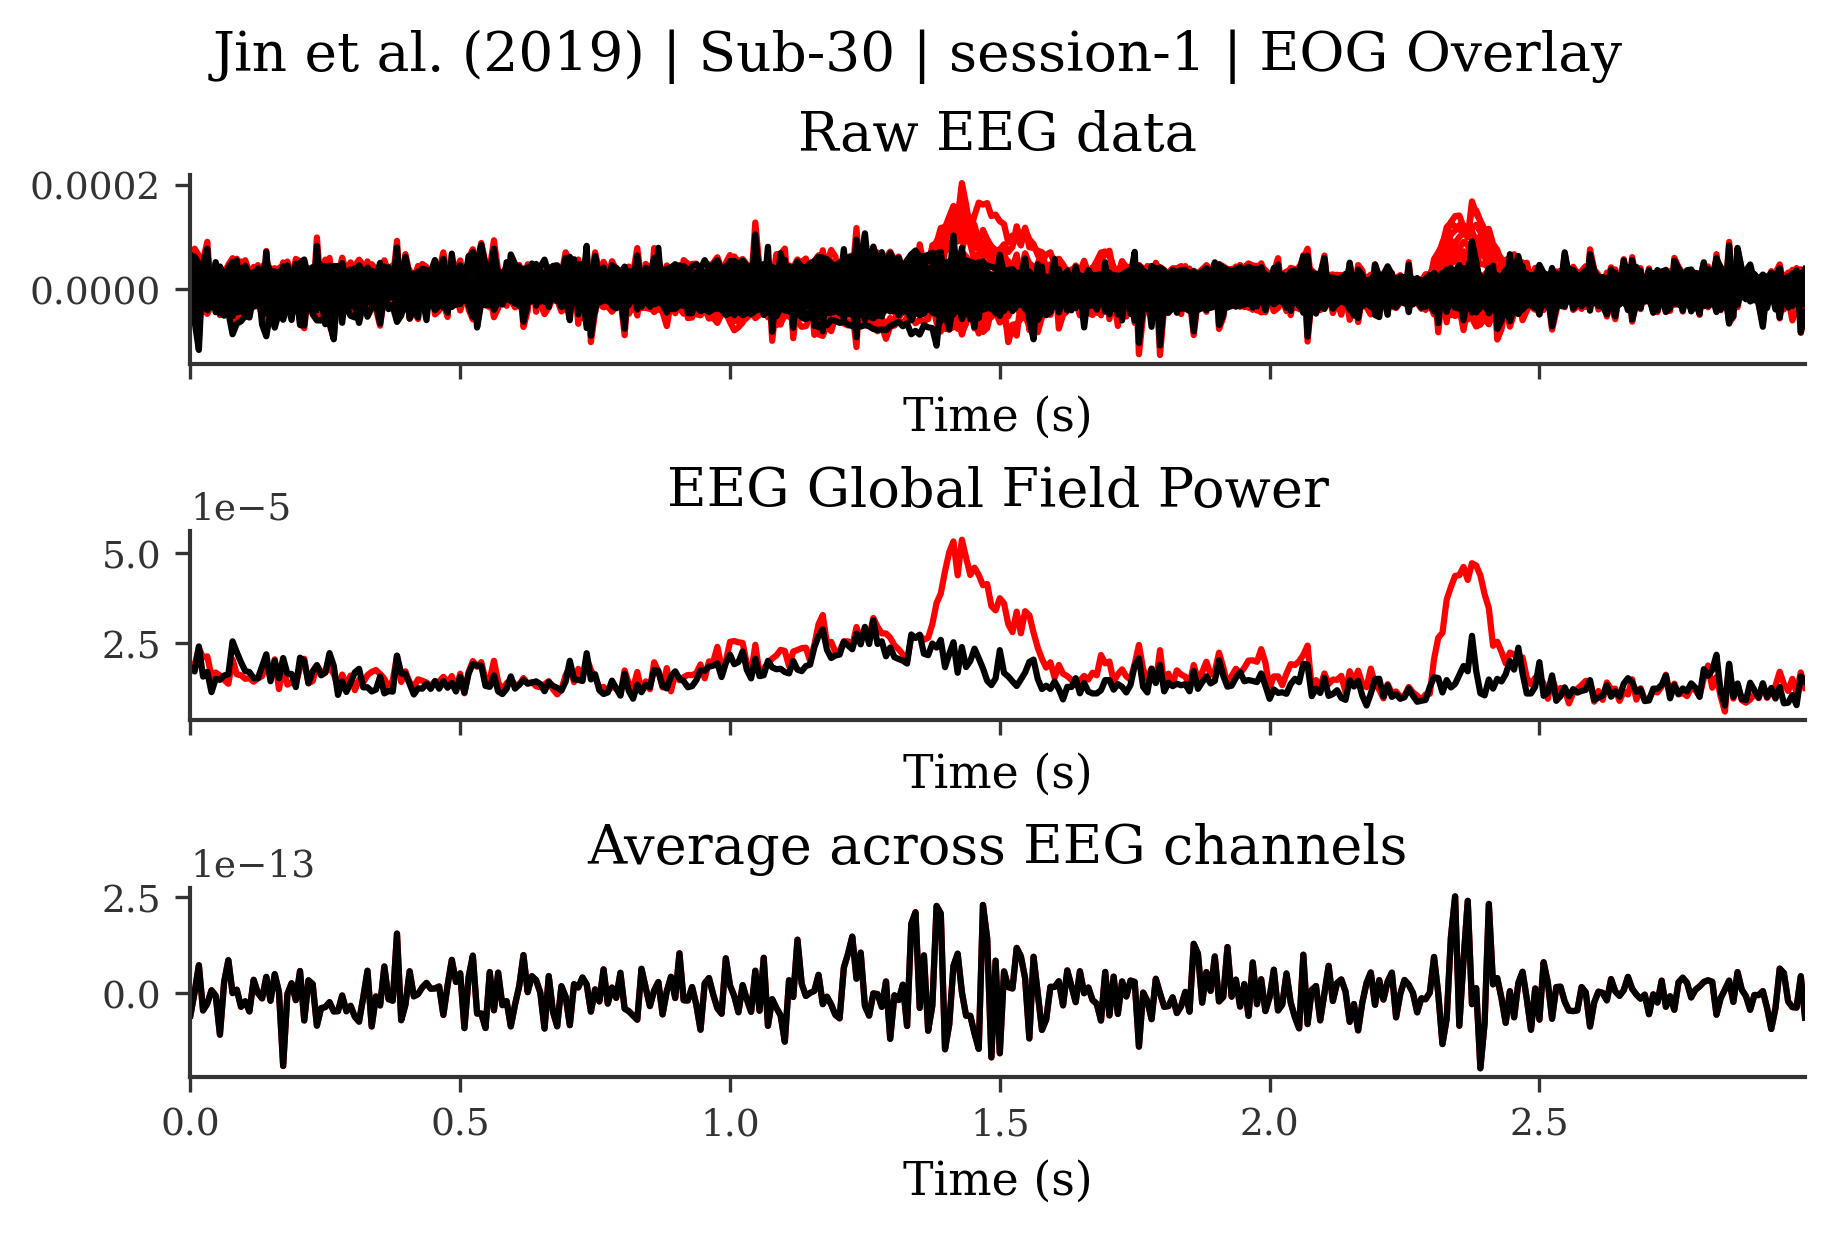 Jin et al. (2019) | Sub-30 | session-1 | EOG Overlay
Raw EEG data
0.0002
0.0000
Time (s)
EEG Global Field Power
1e−5
5.0
2.5
Time (s)
Average across EEG channels
1e−13
2.5
0.0
0.0 0.5 1.0 1.5 2.0 2.5
Time (s)